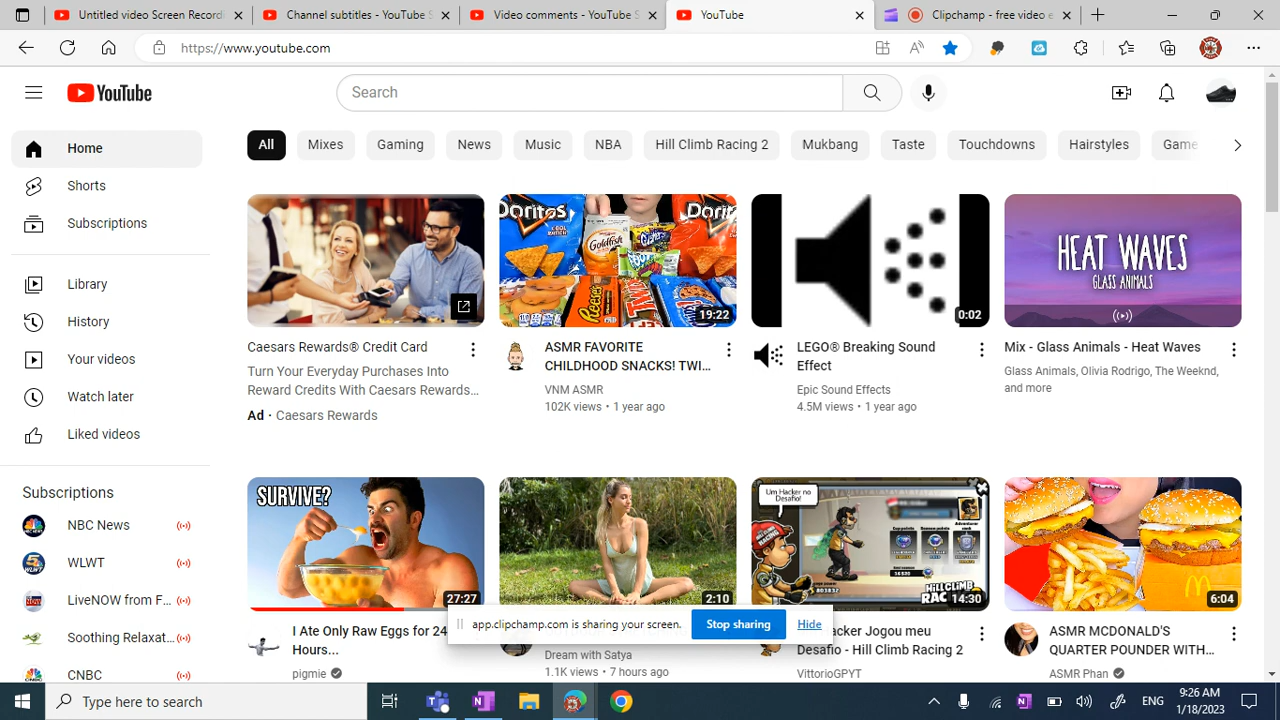 Untitled video Screen Record
Channel subtitles - YouTube S
Video comments - YouTube S
YouTube
Clipchamp - free video e
https://www.youtube.com
YouTube
Search
Home
Shorts
Subscriptions
Library
History
Your videos
Watch later
Liked videos
Subscriptions
NBC News
WLWT
LiveNOW from F...
Soothing Relaxat...
CNBC
All
Mixes
Gaming
News
Music
NBA
Hill Climb Racing 2
Mukbang
Taste
Touchdowns
Hairstyles
Game
Caesars Rewards® Credit Card
Turn Your Everyday Purchases Into
Reward Credits With Caesars Rewards...
Ad · Caesars Rewards
Doritos
Doritos
Goldfish
19:22
ASMR FAVORITE
CHILDHOOD SNACKS! TWI...
VNM ASMR
102K views • 1 year ago
0:02
LEGO® Breaking Sound
Effect
Epic Sound Effects
4.5M views • 1 year ago
HEAT WAVES
GLASS ANIMALS
Mix - Glass Animals - Heat Waves
Glass Animals, Olivia Rodrigo, The Weeknd,
and more
SURVIVE?
27:27
I Ate Only Raw Eggs for 24
Hours...
pigmie
2:10
Dream with Satya
1.1K views • 7 hours ago
Um Hacker no
Desafio!
HILL CLIMB
RAC
14:30
acker Jogou meu
Desafio - Hill Climb Racing 2
VittorioGPYT
6:04
ASMR MCDONALD'S
QUARTER POUNDER WITH...
ASMR Phan
app.clipchamp.com is sharing your screen.
Stop sharing
Hide
Type here to search
ENG
9:26 AM
1/18/2023